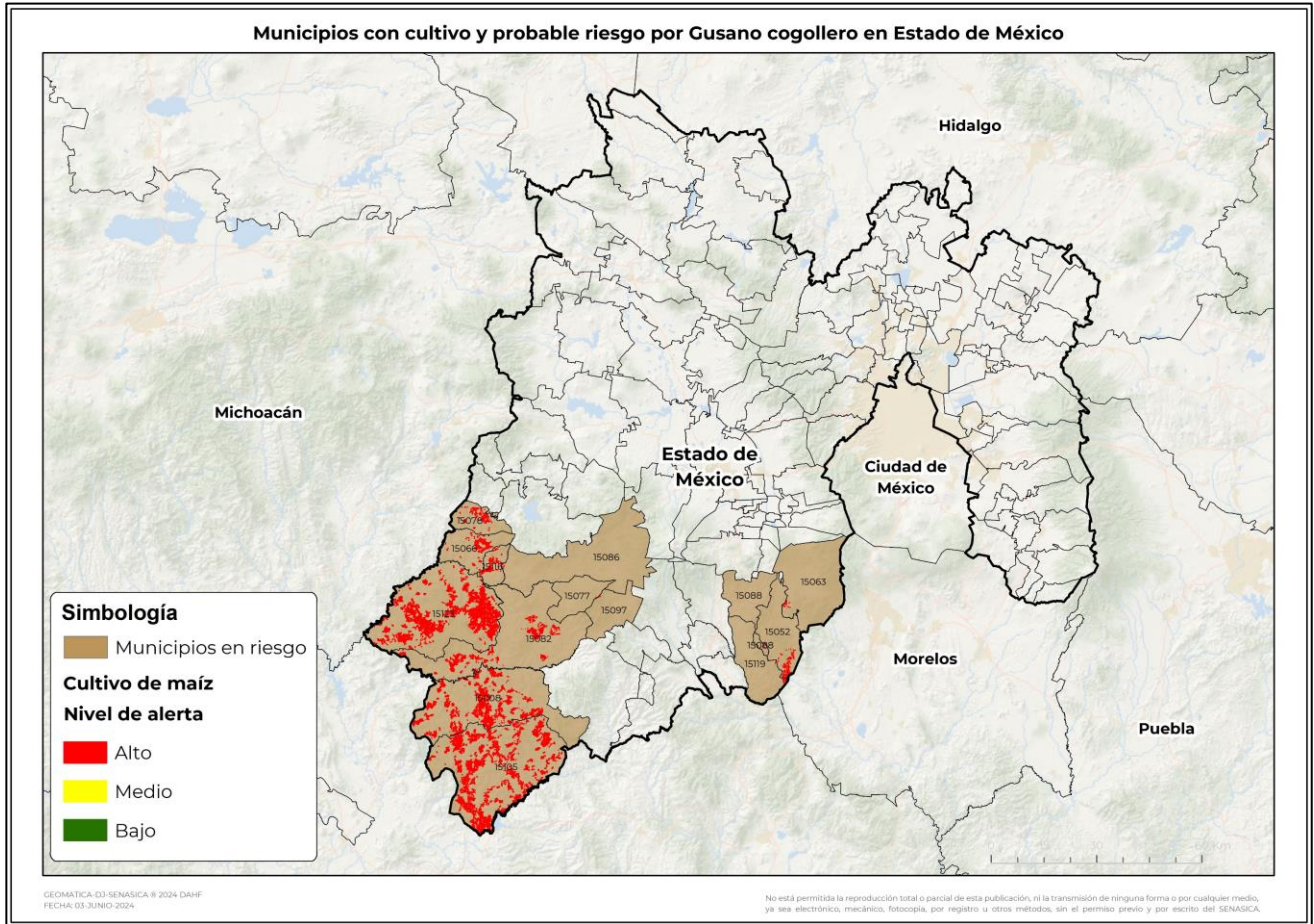 Municipios con cultivo y probable riesgo por Gusano cogollero en Estado de México
Hidalgo
Michoacán
Estado de
México
Ciudad de
México
15078
15066
15086
15077
15097
15082
15063
15088
15052
15119
Morelos
Puebla
Simbología
Municipios en riesgo
Cultivo de maíz
Nivel de alerta
Alto
Medio
Bajo
GEOMATICA-DJ-SENASICA ® 2024 DAHF
FECHA: 03-JUNIO-2024
No está permitida la reproducción total o parcial de esta publicación, ni la transmisión de ninguna forma o por cualquier medio,
ya sea electrónico, mecánico, fotocopia, por registro u otros métodos, sin el permiso previo y por escrito del SENASICA.